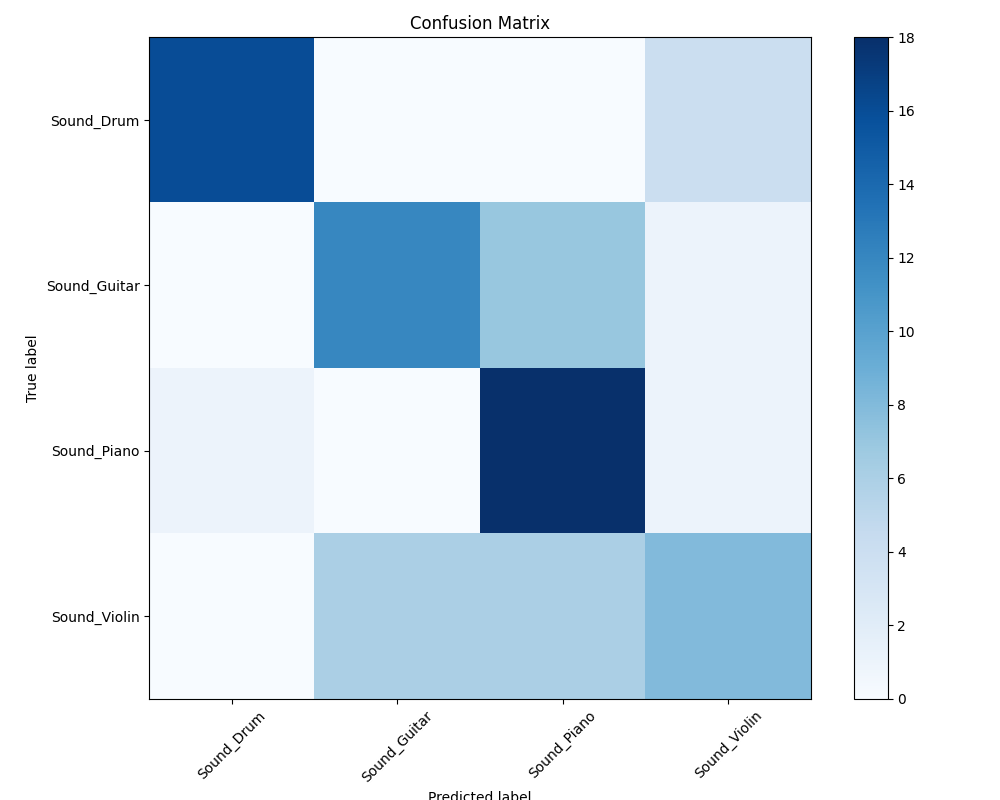 Confusion Matrix
Sound_Drum
Sound_Guitar
Sound_Piano
Sound_Violin
True label
Sound_Drum
Sound_Guitar
Sound_Piano
Sound_Violin
Predicted label
18
16
14
12
10
8
6
4
2
0